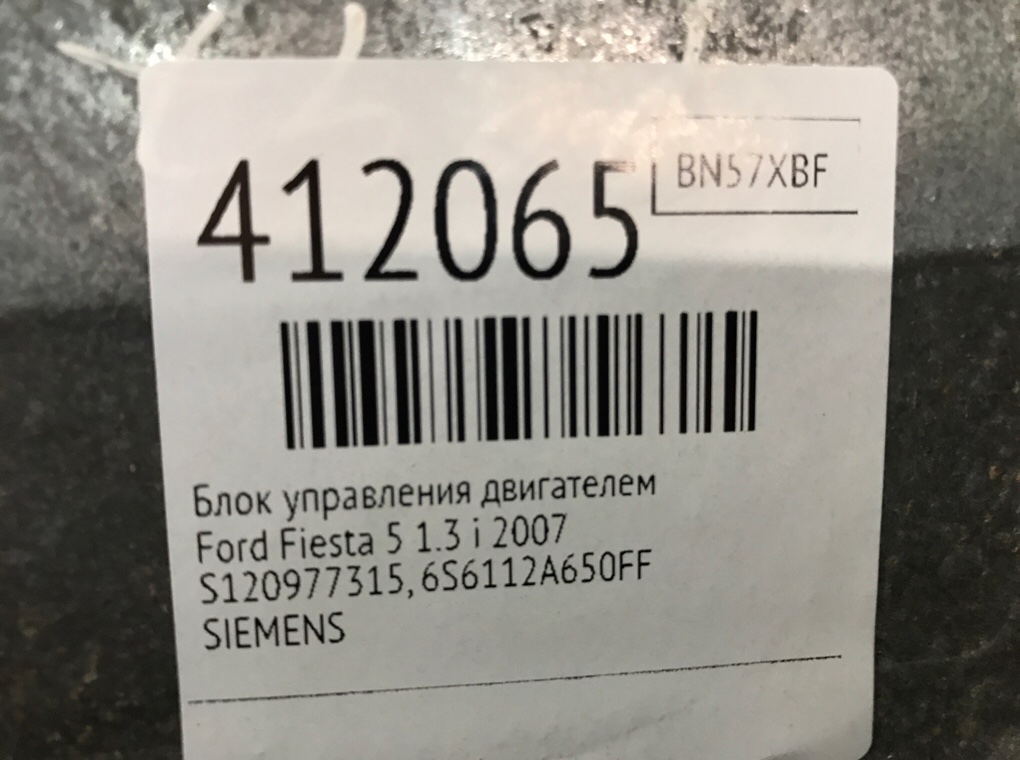 412065
BN57XBF
Блок управления двигателем
Ford Fiesta 5 1.3 i 2007
S120977315, 6S6112A650FF
SIEMENS